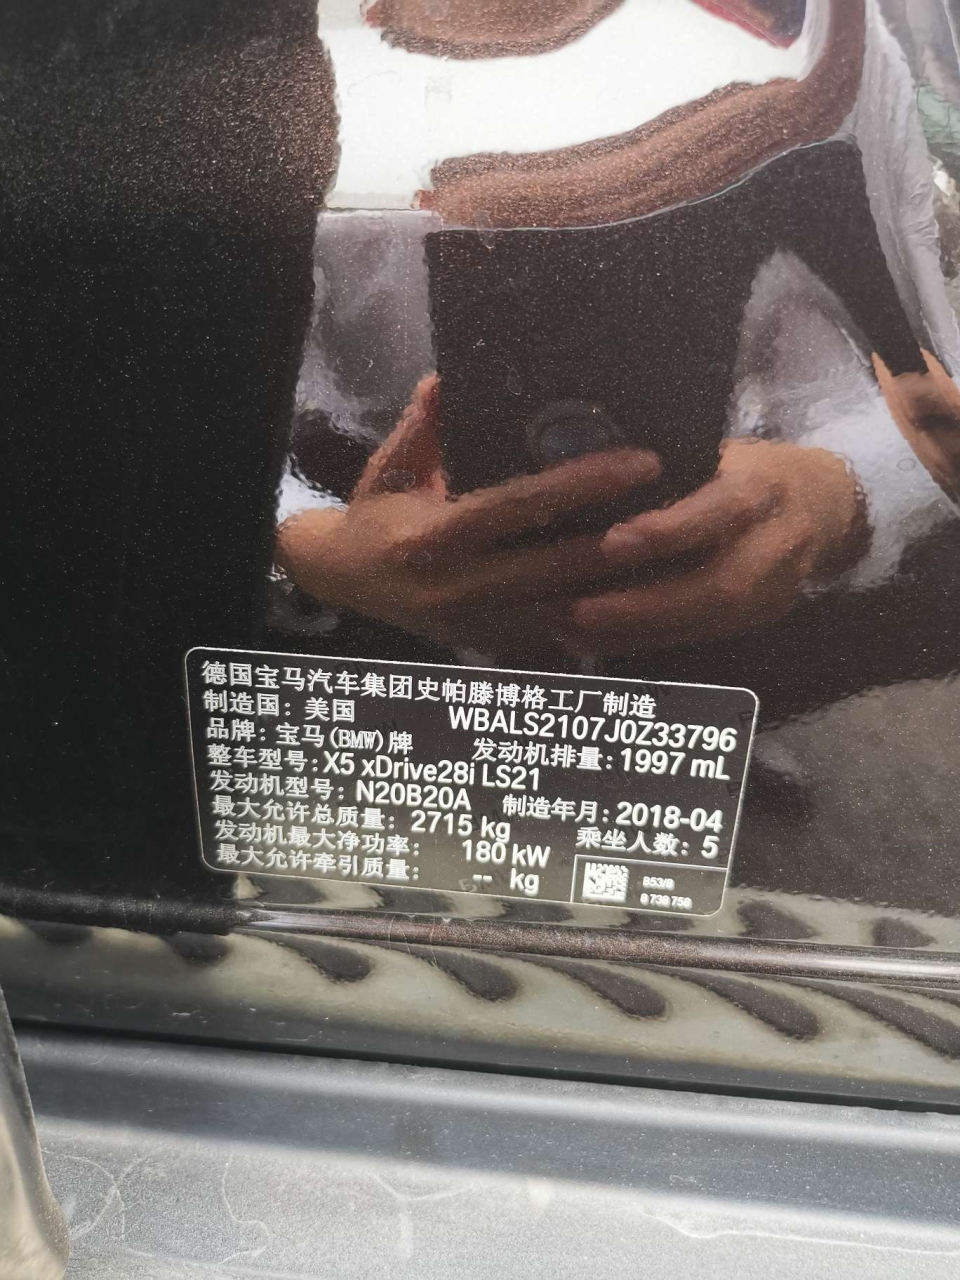 德国宝马汽车集团史帕滕博格工厂制造
制造国：美国 WBALS2107J0Z33796
品牌：宝马(BMW)牌 发动机排量：1997 mL
整车型号：X5 xDrive28i LS21
发动机型号：N20B20A 制造年月：2018-04
最大允许总质量：2715 kg 乘坐人数：5
发动机最大净功率：180 kW
最大允许牵引质量：-- kg
B53/B